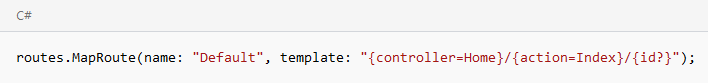 C#
routes.MapRoute(name: "Default", template: "{controller=Home}/{action=Index}/{id?}");